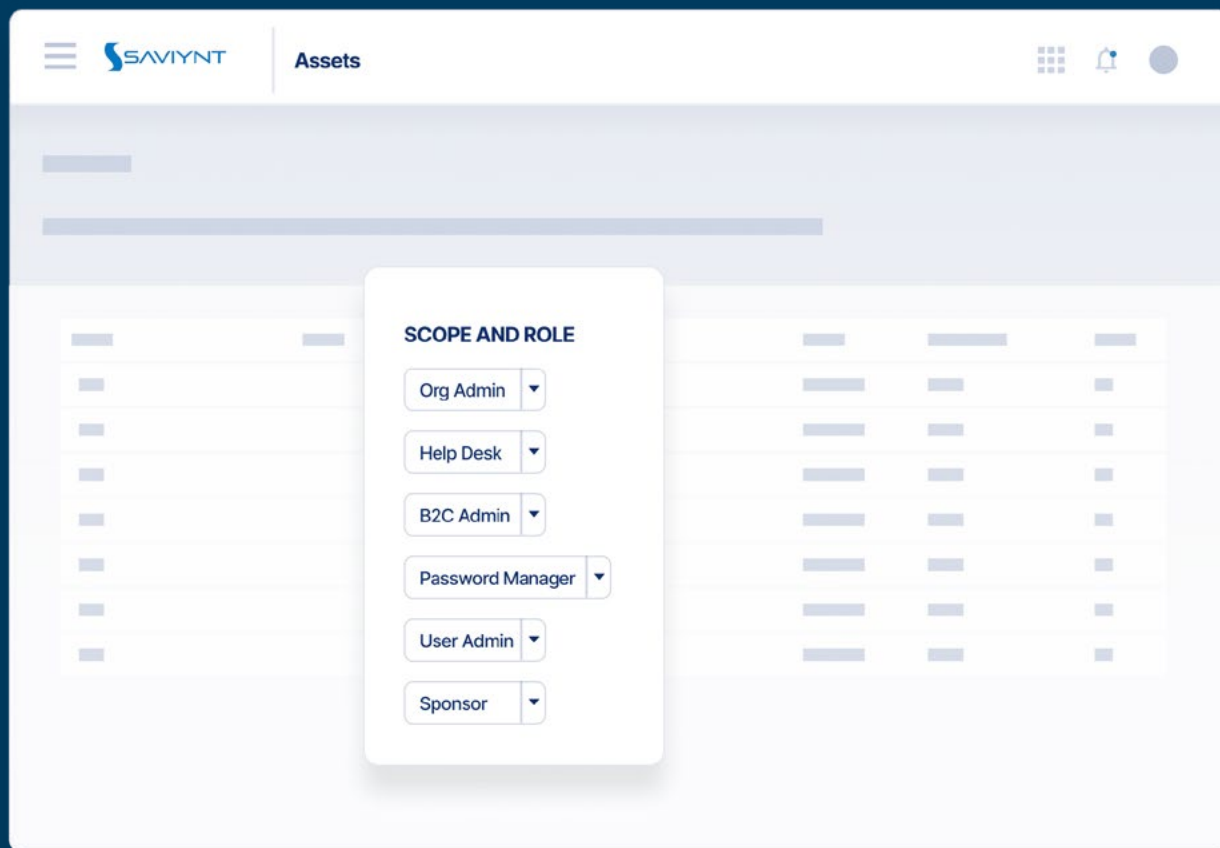 SAVIYNT
Assets
SCOPE AND ROLE
Org Admin
Help Desk
B2C Admin
Password Manager
User Admin
Sponsor